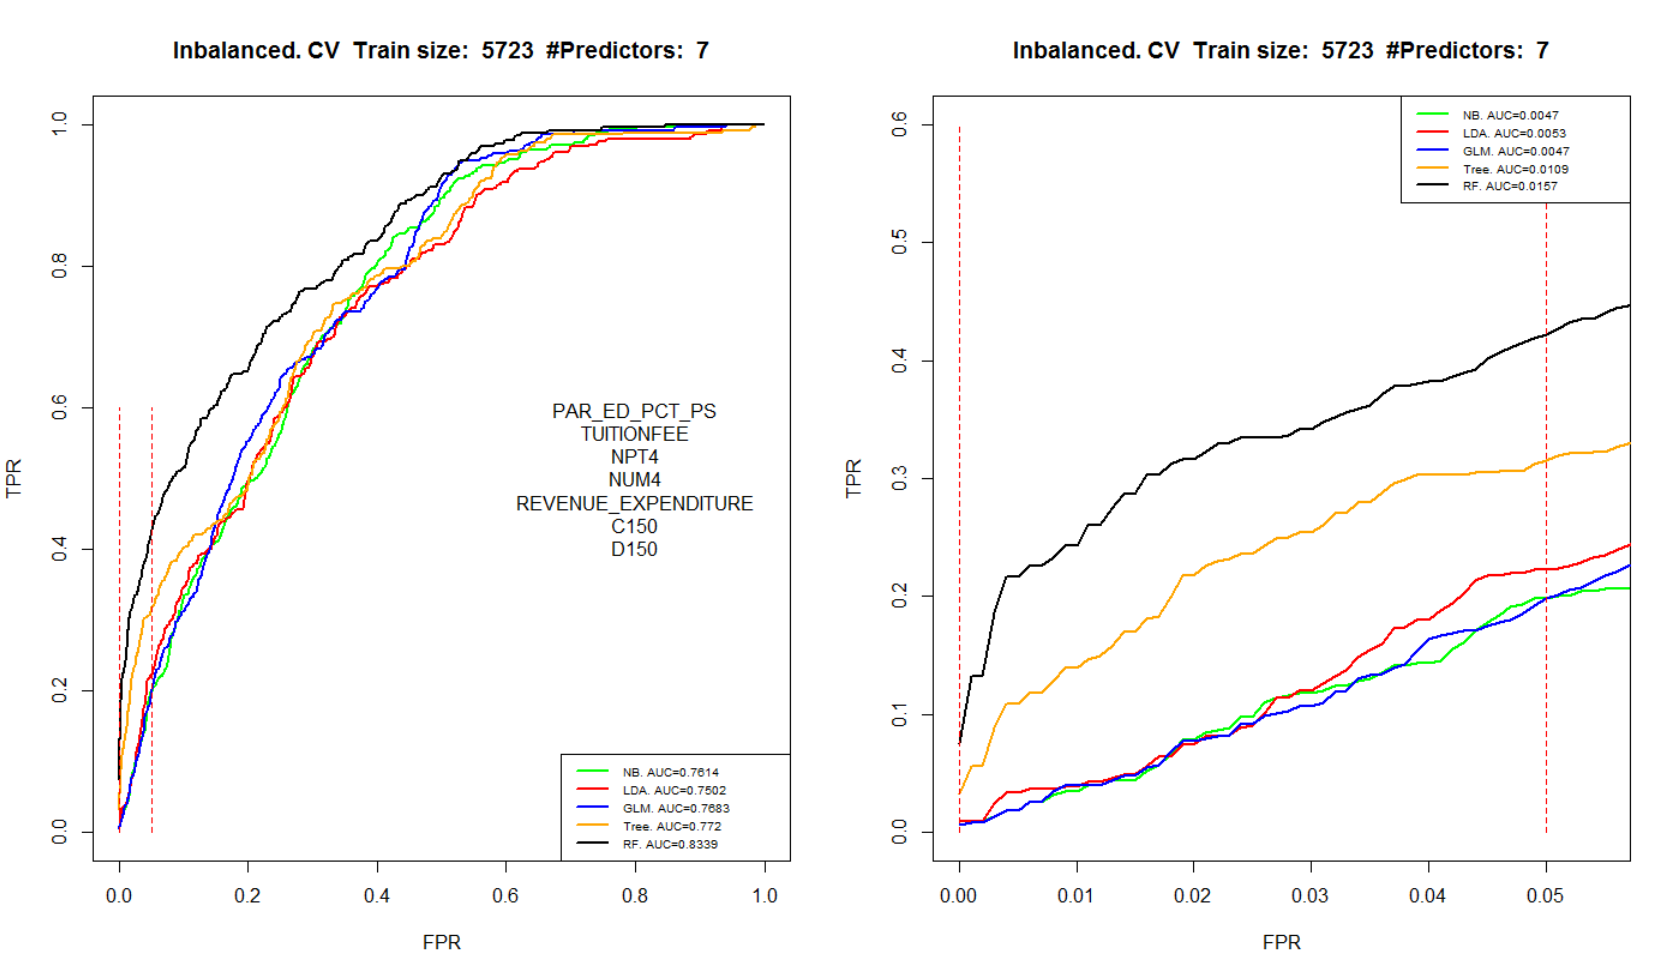 Inbalanced. CV Train size: 5723 #Predictors: 7
TPR
1.0
0.8
0.6
0.4
0.2
0.0
PAR_ED_PCT_PS
TUITIONFEE
NPT4
NUM4
REVENUE_EXPENDITURE
C150
D150
NB. AUC=0.7614
LDA. AUC=0.7502
GLM. AUC=0.7683
Tree. AUC=0.772
RF. AUC=0.8339
0.0 0.2 0.4 0.6 0.8 1.0
FPR
Inbalanced. CV Train size: 5723 #Predictors: 7
TPR
0.6
0.5
0.4
0.3
0.2
0.1
0.0
NB. AUC=0.0047
LDA. AUC=0.0053
GLM. AUC=0.0047
Tree. AUC=0.0109
RF. AUC=0.0157
0.00 0.01 0.02 0.03 0.04 0.05
FPR